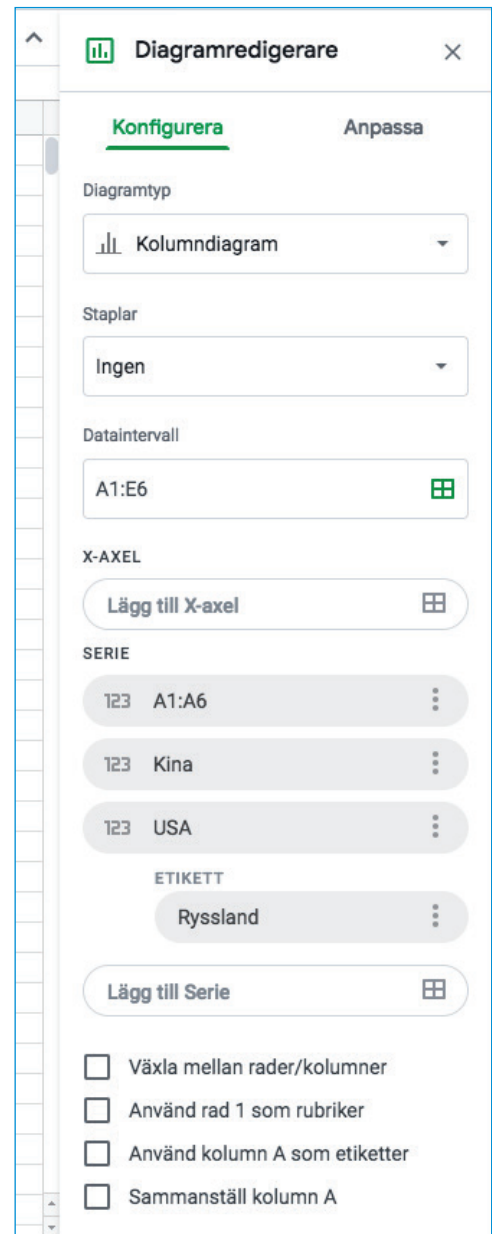 Diagramredigerare
Konfigurera Anpassa
Diagramtyp
Kolumndiagram
Staplar
Ingen
Dataintervall
A1:E6
X-AXEL
Lägg till X-axel
SERIE
123 A1:A6
123 Kina
123 USA
ETIKETT
Ryssland
Lägg till Serie
Växla mellan rader/kolumner
Använd rad 1 som rubriker
Använd kolumn A som etiketter
Sammanställ kolumn A